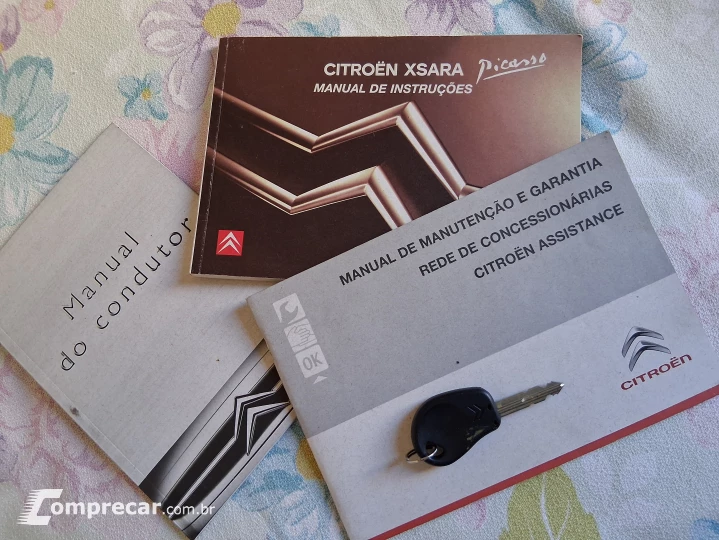 CITROËN XSARA Picasso
MANUAL DE INSTRUÇÕES
MANUAL DE MANUTENÇÃO E GARANTIA
REDE DE CONCESSIONÁRIAS
CITROËN ASSISTANCE
OK
CITROËN
Manual
do condutor
Comprecar.com.br